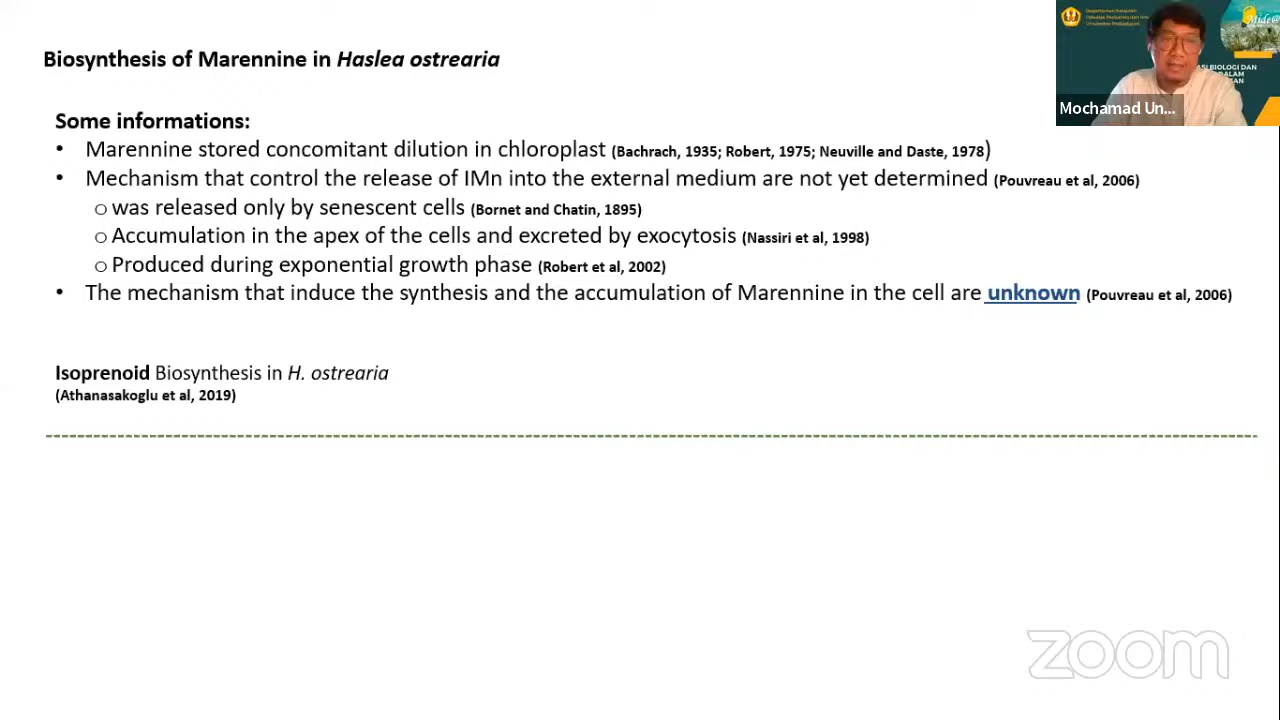 Biosynthesis of Marennine in Haslea ostrearia
Some informations:
• Marennine stored concomitant dilution in chloroplast (Bachrach, 1935; Robert, 1975; Neuville and Daste, 1978)
• Mechanism that control the release of IMn into the external medium are not yet determined (Pouvreau et al, 2006)
o was released only by senescent cells (Bornet and Chatin, 1895)
o Accumulation in the apex of the cells and excreted by exocytosis (Nassiri et al, 1998)
o Produced during exponential growth phase (Robert et al, 2002)
• The mechanism that induce the synthesis and the accumulation of Marennine in the cell are unknown (Pouvreau et al, 2006)
Isoprenoid Biosynthesis in H. ostrearia
(Athanasakoglu et al, 2019)
Mide@
ASI BIOLOGI DAN
DALAM
Mochamad Un...
zoom